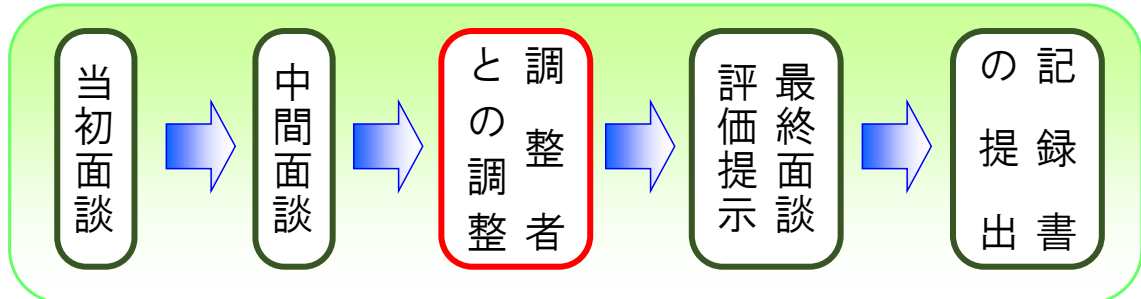 当初面談
中間面談
調整者
との調整
最終面談
評価提示
記録書
の提出